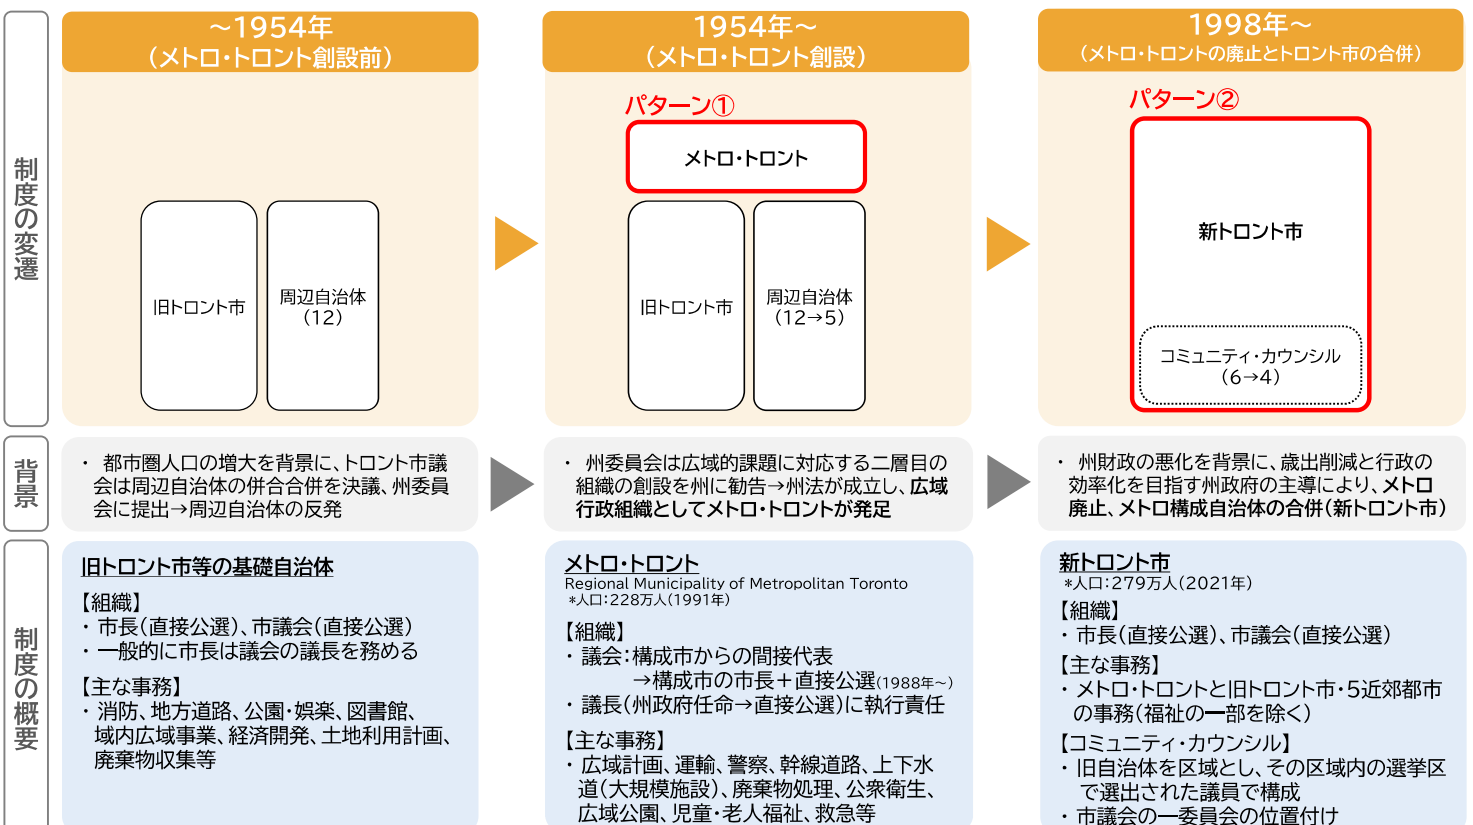 制度の変遷
～1954年
（メトロ・トロント創設前）
旧トロント市
周辺自治体
（12）
1954年～
（メトロ・トロント創設）
パターン①
メトロ・トロント
旧トロント市
周辺自治体
（12→5）
1998年～
（メトロ・トロントの廃止とトロント市の合併）
パターン②
新トロント市
コミュニティ・カウンシル
（6→4）
背景
・ 都市圏人口の増大を背景に、トロント市議
会は周辺自治体の併合合併を決議、州委員
会に提出→周辺自治体の反発
・ 州委員会は広域的課題に対応する二層目の
組織の創設を州に勧告→州法が成立し、広域
行政組織としてメトロ・トロントが発足
・ 州財政の悪化を背景に、歳出削減と行政の
効率化を目指す州政府の主導により、メトロ
廃止、メトロ構成自治体の合併（新トロント市）
制度の概要
旧トロント市等の基礎自治体
【組織】
・ 市長（直接公選）、市議会（直接公選）
・ 一般的に市長は議会の議長を務める
【主な事務】
・ 消防、地方道路、公園・娯楽、図書館、
域内広域事業、経済開発、土地利用計画、
廃棄物収集等
メトロ・トロント
Regional Municipality of Metropolitan Toronto
*人口：228万人（1991年）
【組織】
・ 議会：構成市からの間接代表
→構成市の市長＋直接公選（1988年～）
・ 議長（州政府任命→直接公選）に執行責任
【主な事務】
・ 広域計画、運輸、警察、幹線道路、上下水
道（大規模施設）、廃棄物処理、公衆衛生、
広域公園、児童・老人福祉、救急等
新トロント市
*人口：279万人（2021年）
【組織】
・ 市長（直接公選）、市議会（直接公選）
【主な事務】
・ メトロ・トロントと旧トロント市・5近郊都市
の事務（福祉の一部を除く）
【コミュニティ・カウンシル】
・ 旧自治体を区域とし、その区域内の選挙区
で選出された議員で構成
・ 市議会の一委員会の位置付け